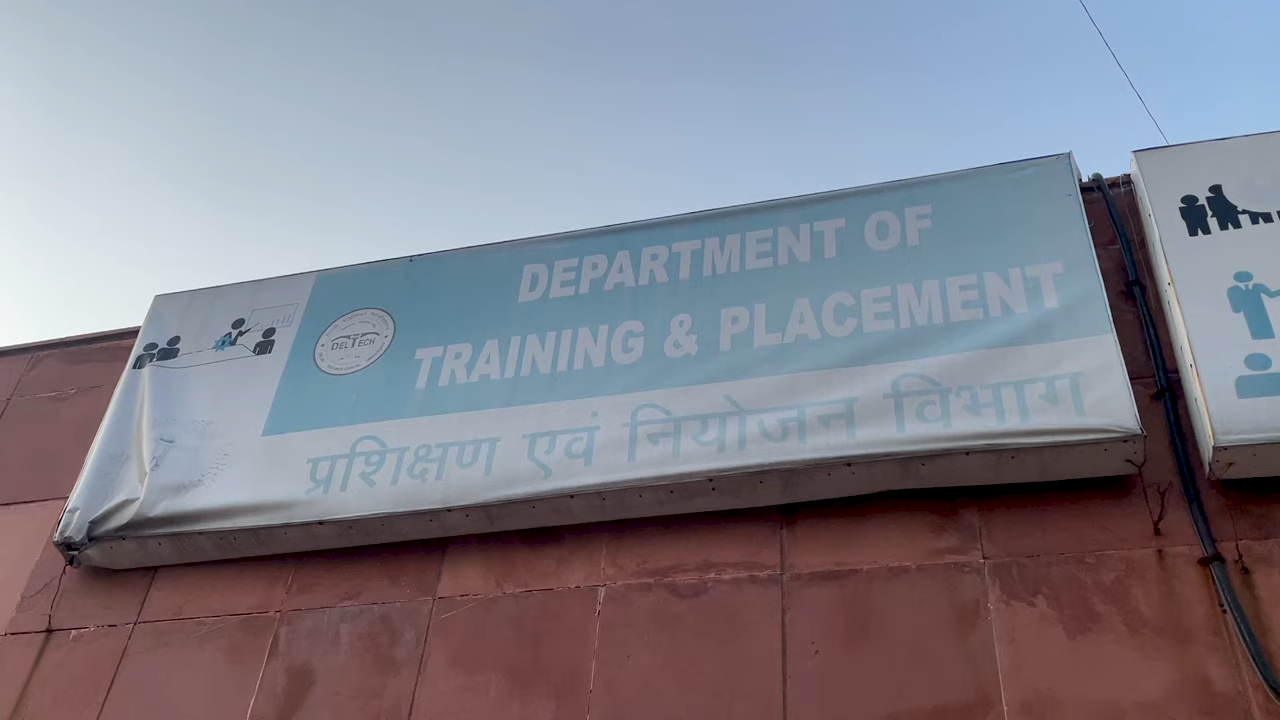 DEPARTMENT OF
TRAINING & PLACEMENT
DELTECH
प्रशिक्षण एवं नियोजन विभाग